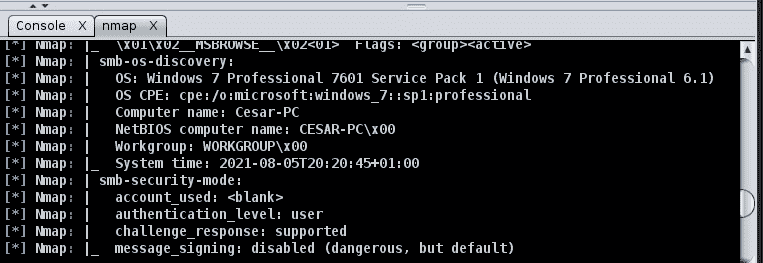 Console X nmap X
[*] Nmap: |_  \x01\x02__MSBROWSE__\x02<01>  Flags: <group><active>
[*] Nmap: | smb-os-discovery:
[*] Nmap: |   OS: Windows 7 Professional 7601 Service Pack 1 (Windows 7 Professional 6.1)
[*] Nmap: |   OS CPE: cpe:/o:microsoft:windows_7::sp1:professional
[*] Nmap: |   Computer name: Cesar-PC
[*] Nmap: |   NetBIOS computer name: CESAR-PC\x00
[*] Nmap: |   Workgroup: WORKGROUP\x00
[*] Nmap: |_  System time: 2021-08-05T20:20:45+01:00
[*] Nmap: | smb-security-mode:
[*] Nmap: |   account_used: <blank>
[*] Nmap: |   authentication_level: user
[*] Nmap: |   challenge_response: supported
[*] Nmap: |_  message_signing: disabled (dangerous, but default)